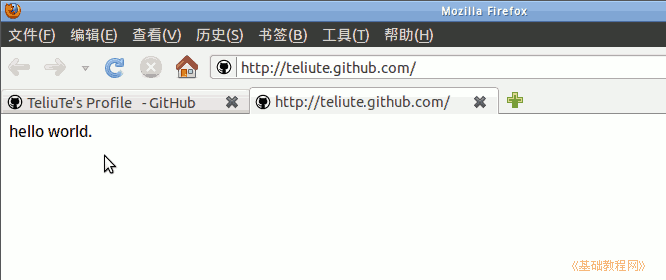 Mozilla Firefox
文件(F) 编辑(E) 查看(V) 历史(S) 书签(B) 工具(T) 帮助(H)
http://teliute.github.com/
TeliuTe's Profile - GitHub http://teliute.github.com/
hello world.
《基础教程网》